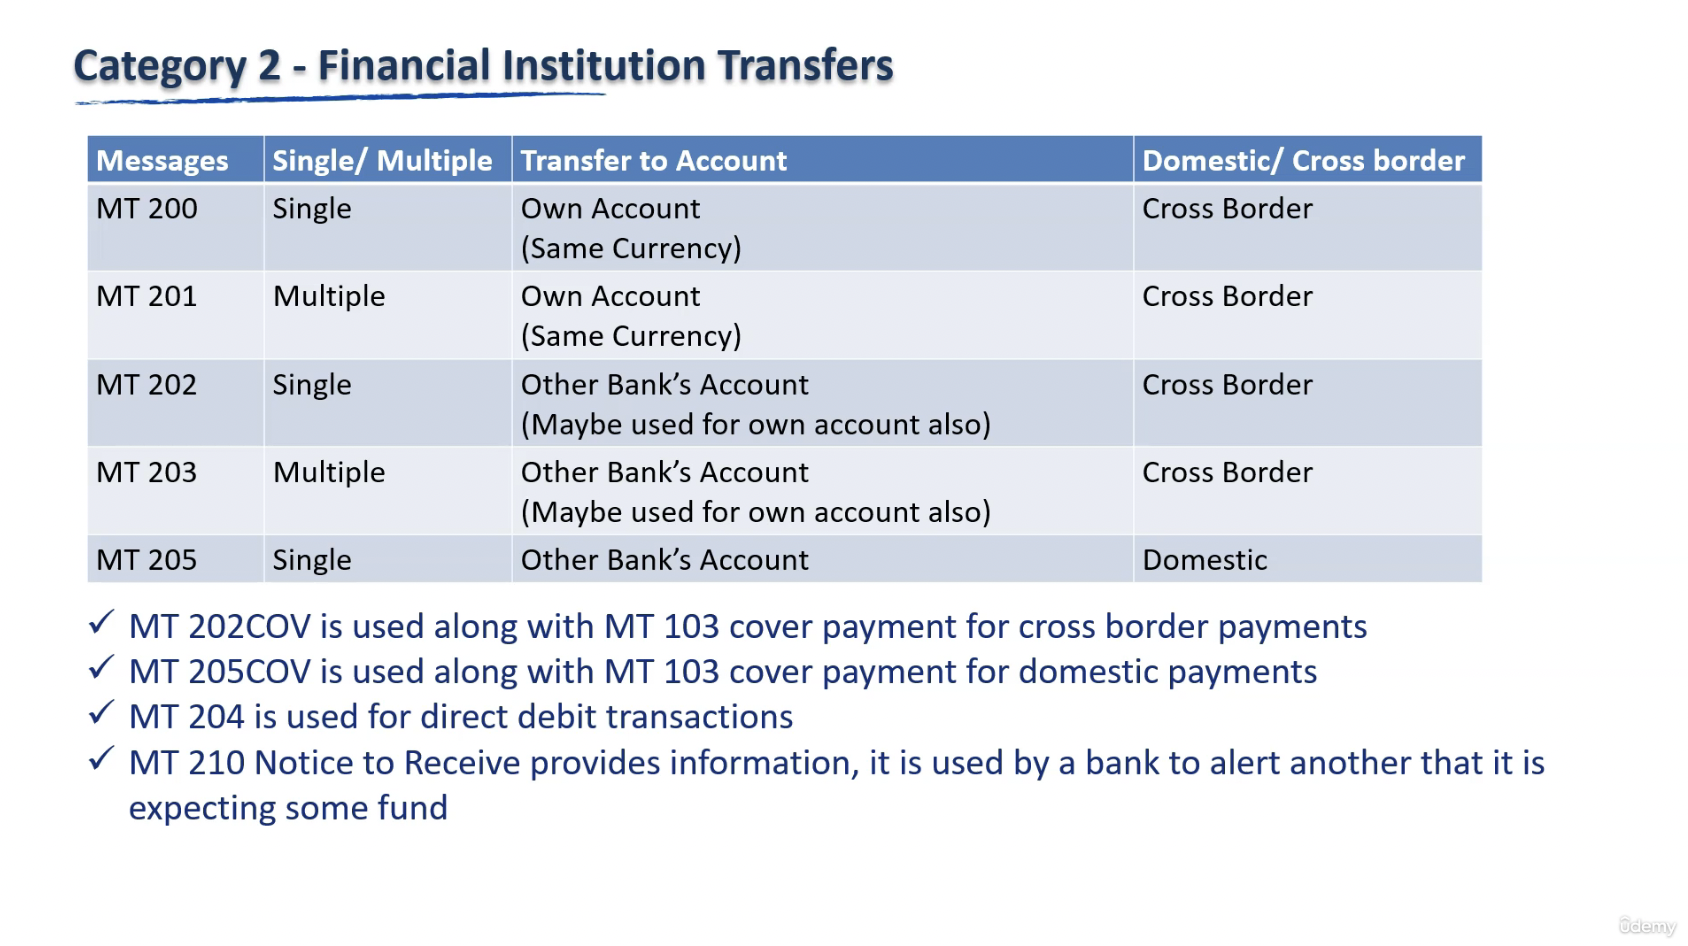 Category 2 - Financial Institution Transfers
Messages Single/ Multiple Transfer to Account Domestic/ Cross border
MT 200 Single Own Account Cross Border
(Same Currency)
MT 201 Multiple Own Account Cross Border
(Same Currency)
MT 202 Single Other Bank’s Account Cross Border
(Maybe used for own account also)
MT 203 Multiple Other Bank’s Account Cross Border
(Maybe used for own account also)
MT 205 Single Other Bank’s Account Domestic
✓ MT 202COV is used along with MT 103 cover payment for cross border payments
✓ MT 205COV is used along with MT 103 cover payment for domestic payments
✓ MT 204 is used for direct debit transactions
✓ MT 210 Notice to Receive provides information, it is used by a bank to alert another that it is
expecting some fund
ûdemy